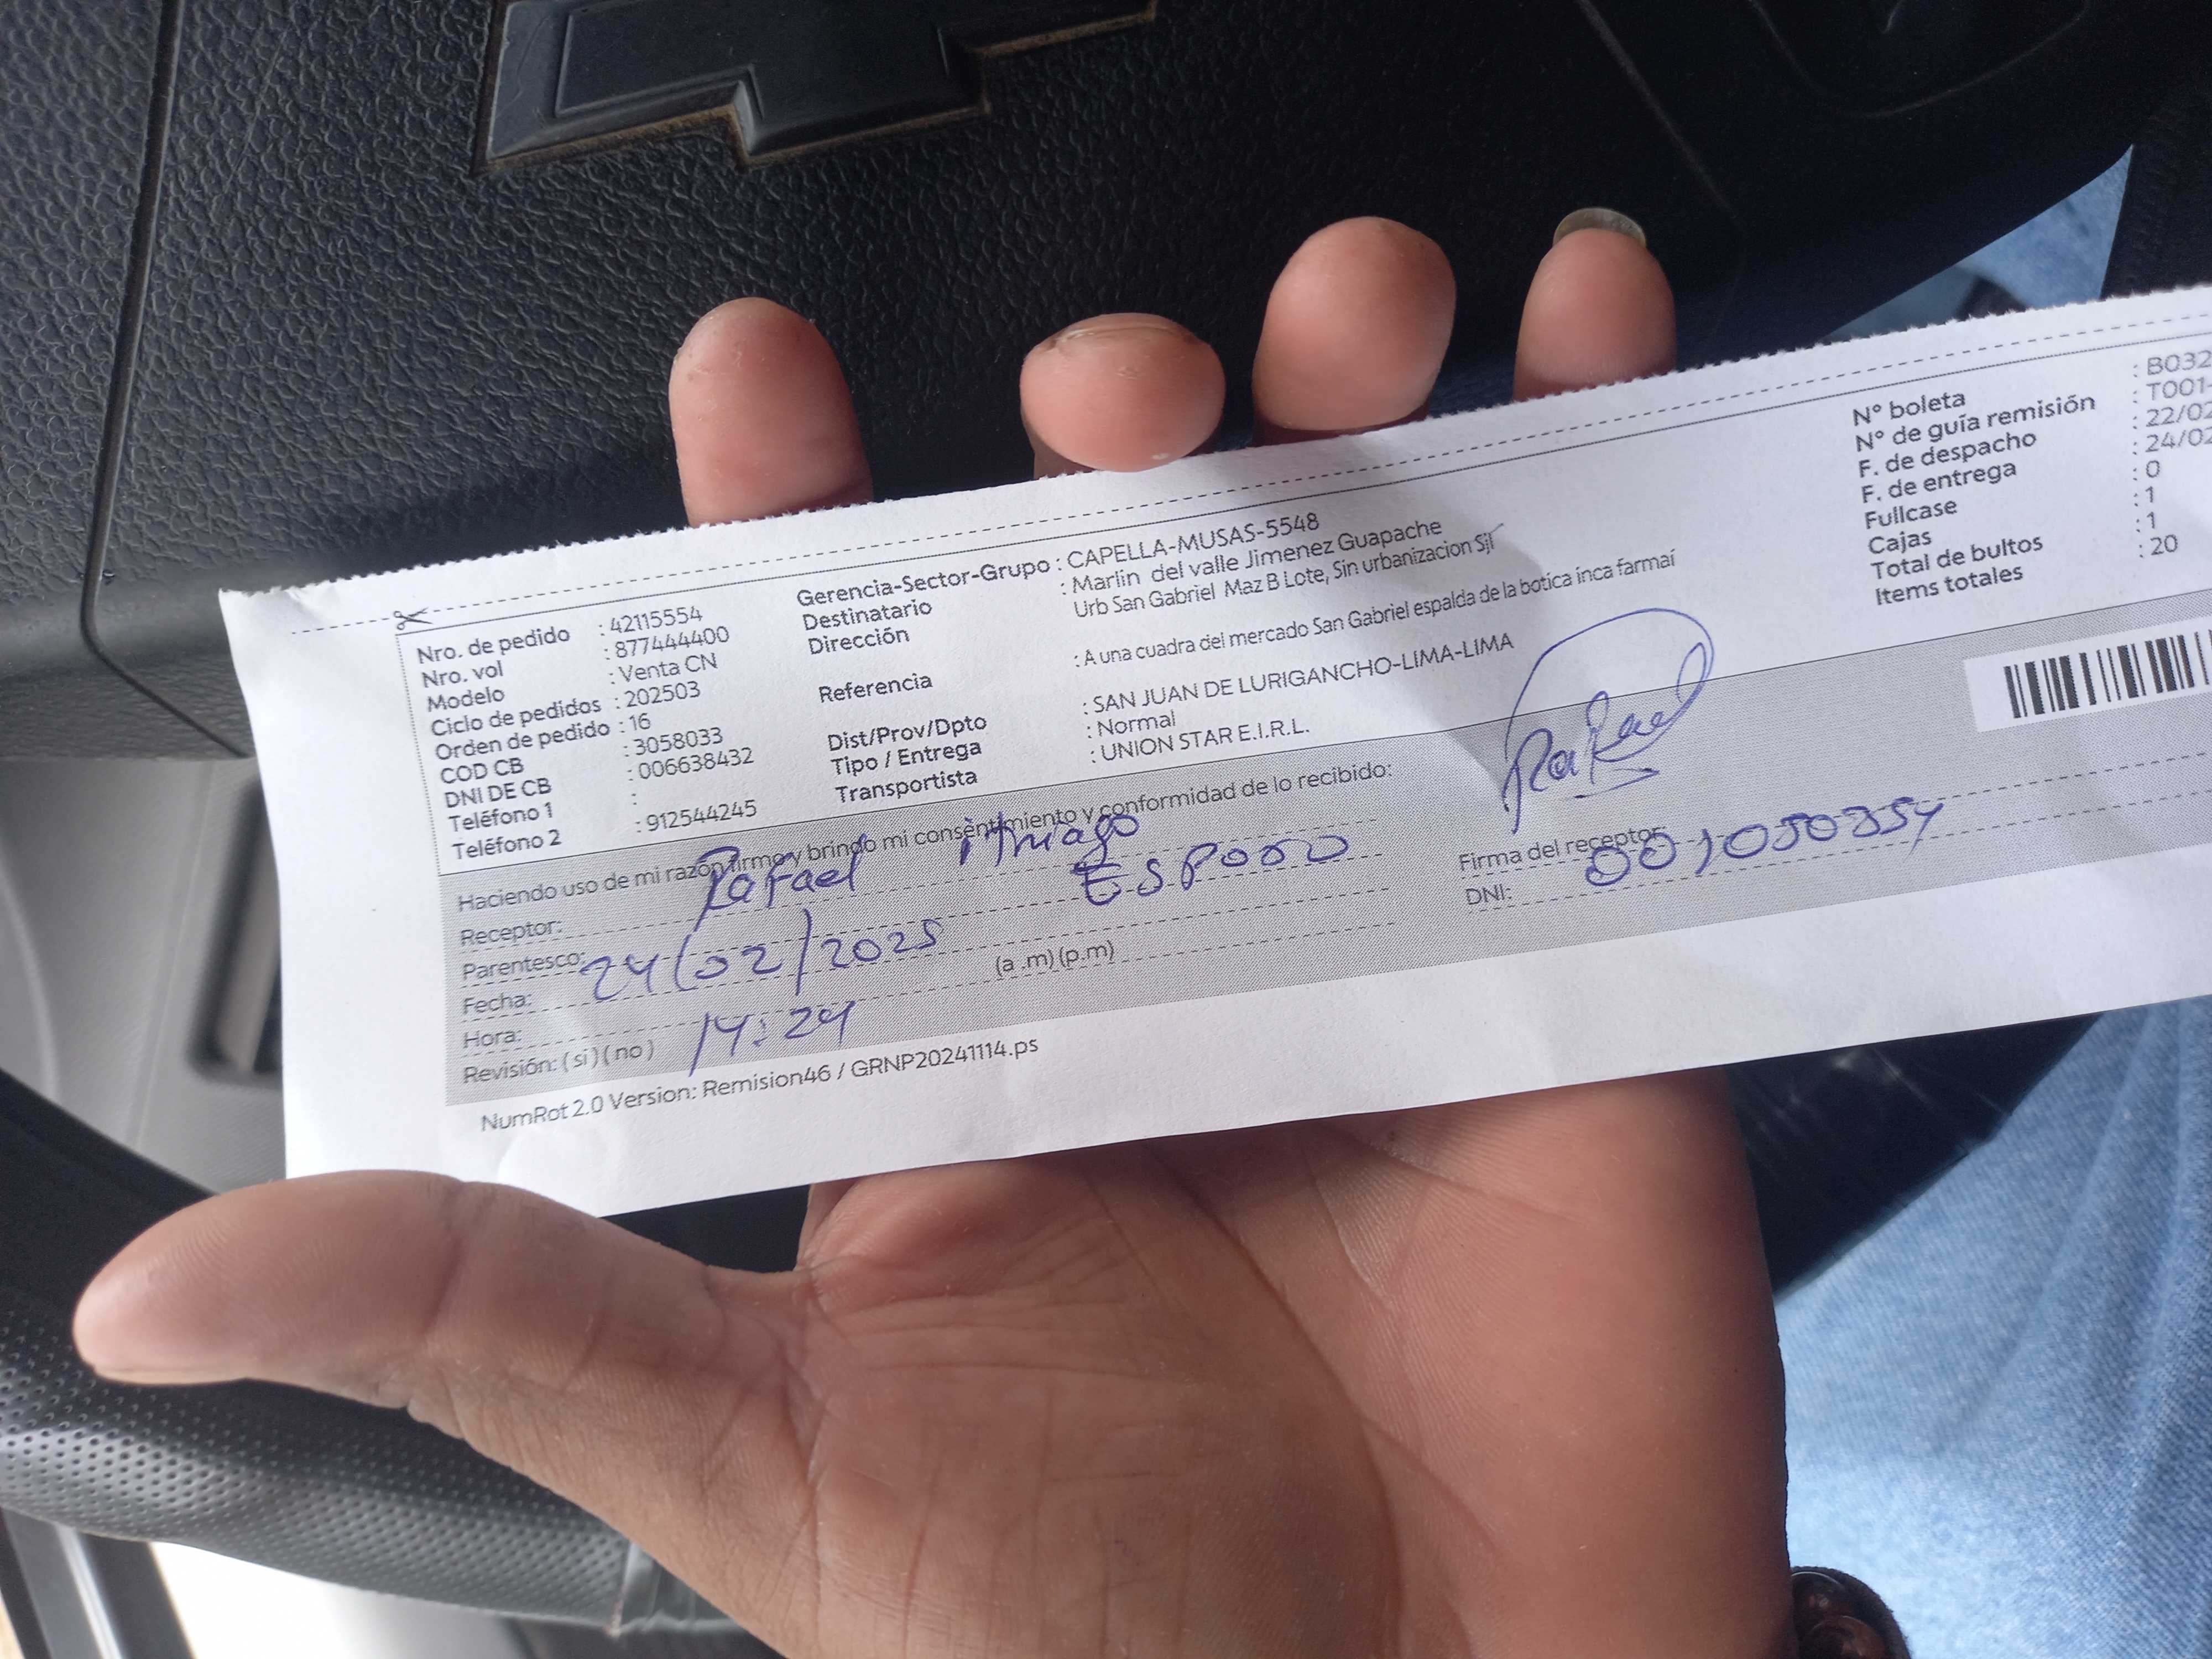 Nro. de pedido : 42115554
Nro. vol : 877444400
Modelo : Venta CN
Ciclo de pedidos : 202503
Orden de pedido : 16
COD CB : 3058033
DNI DE CB : 006638432
Teléfono 1 :
Teléfono 2 : 912544245
Gerencia-Sector-Grupo : CAPELLA-MUSAS-5548
Destinatario : Marlin del valle Jimenez Guapache
Dirección Urb San Gabriel Maz B Lote, Sin urbanizacion Sjl
Referencia : A una cuadra del mercado San Gabriel espalda de la botica inca farmaí
Dist/Prov/Dpto : SAN JUAN DE LURIGANCHO-LIMA-LIMA
Tipo / Entrega : Normal
Transportista : UNION STAR E.I.R.L.
N° boleta : B032
N° de guía remisión : T001-
F. de despacho : 22/02
F. de entrega : 24/02
Fullcase : 0
Cajas : 1
Total de bultos : 1
Items totales : 20
Haciendo uso de mi razón firmo y brindo mi consentimiento y conformidad de lo recibido:
Receptor: Rafael
Parentesco: ESPOSO
Fecha: 24/02/2025
Hora: 14:24 (a .m) (p.m)
Revisión: ( si ) ( no )
Rafael
Firma del receptor
DNI:
NumRot 2.0 Version: Remision46 / GRNP20241114.ps